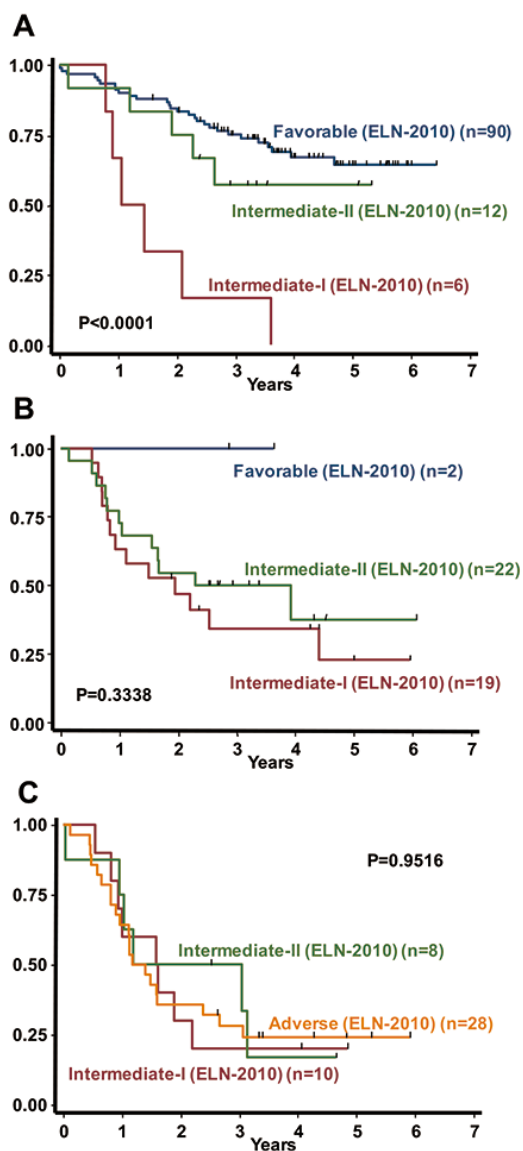 A
1.00
Favorable (ELN-2010) (n=90)
0.75
Intermediate-II (ELN-2010) (n=12)
0.50
0.25
Intermediate-I (ELN-2010) (n=6)
P<0.0001
0.00
0 1 2 3 4 5 6 7
Years
B
1.00
Favorable (ELN-2010) (n=2)
0.75
Intermediate-II (ELN-2010) (n=22)
0.50
0.25
Intermediate-I (ELN-2010) (n=19)
P=0.3338
0.00
0 1 2 3 4 5 6 7
Years
C
1.00
P=0.9516
0.75
Intermediate-II (ELN-2010) (n=8)
0.50
Adverse (ELN-2010) (n=28)
0.25
Intermediate-I (ELN-2010) (n=10)
0.00
0 1 2 3 4 5 6 7
Years